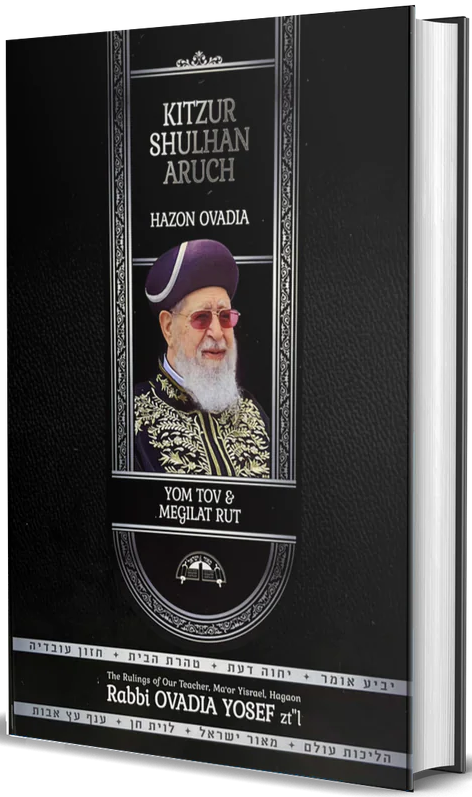 KITZUR
SHULHAN
ARUCH
HAZON OVADIA
YOM TOV &
MEGILAT RUT
יביע אומר + יחוה דעת + טהרת הבית + חזון עובדיה
The Rulings of Our Teacher, Ma'or Yisrael, Hagaon
Rabbi OVADIA YOSEF zt"l
הליכות עולם + מאור ישראל + לוית חן + ענף עץ אבות